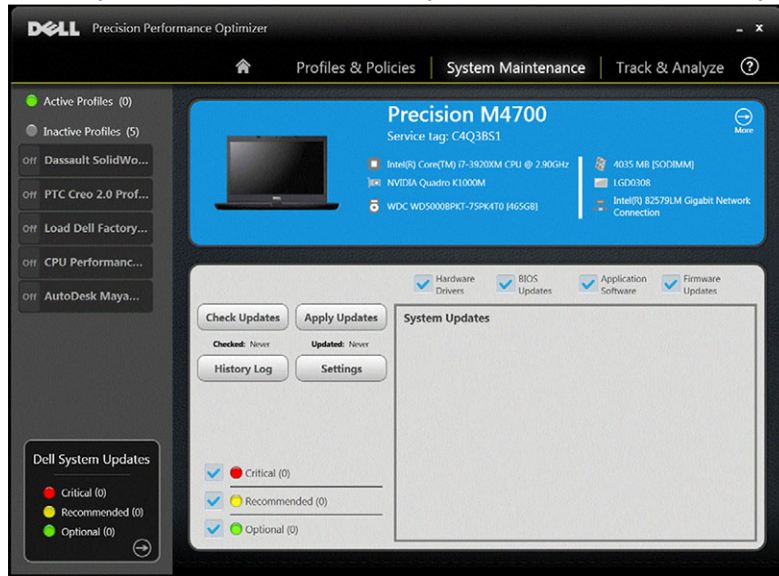 DELL Precision Performance Optimizer
Profiles & Policies System Maintenance Track & Analyze ?
Active Profiles (0)
Inactive Profiles (5)
Off Dassault SolidWo...
Off PTC Creo 2.0 Prof...
Off Load Dell Factory...
Off CPU Performanc...
Off AutoDesk Maya...
Dell System Updates
Critical (0)
Recommended (0)
Optional (0)
Precision M4700
Service tag: C4Q3BS1
More
Intel(R) Core(TM) i7-3920XM CPU @ 2.90GHz
NVIDIA Quadro K1000M
WDC WD5000BPKT-75PK4T0 [465GB]
4035 MB [SODIMM]
LGD0308
Intel(R) 82579LM Gigabit Network
Connection
Hardware
Drivers
BIOS
Updates
Application
Software
Firmware
Updates
Check Updates Apply Updates
Checked: Never Updated: Never
History Log Settings
Critical (0)
Recommended (0)
Optional (0)
System Updates